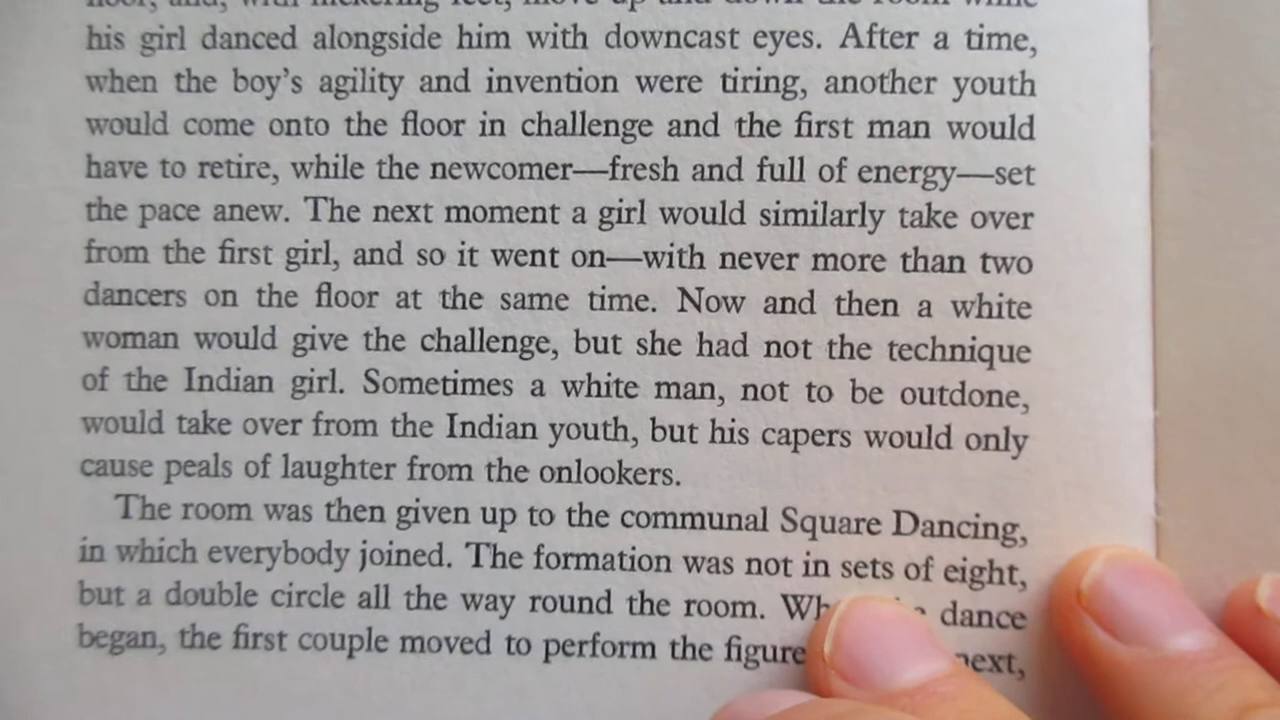 his girl danced alongside him with downcast eyes. After a time,
when the boy's agility and invention were tiring, another youth
would come onto the floor in challenge and the first man would
have to retire, while the newcomer—fresh and full of energy—set
the pace anew. The next moment a girl would similarly take over
from the first girl, and so it went on—with never more than two
dancers on the floor at the same time. Now and then a white
woman would give the challenge, but she had not the technique
of the Indian girl. Sometimes a white man, not to be outdone,
would take over from the Indian youth, but his capers would only
cause peals of laughter from the onlookers.
The room was then given up to the communal Square Dancing,
in which everybody joined. The formation was not in sets of eight,
but a double circle all the way round the room. dance
began, the first couple moved to perform the figure next,